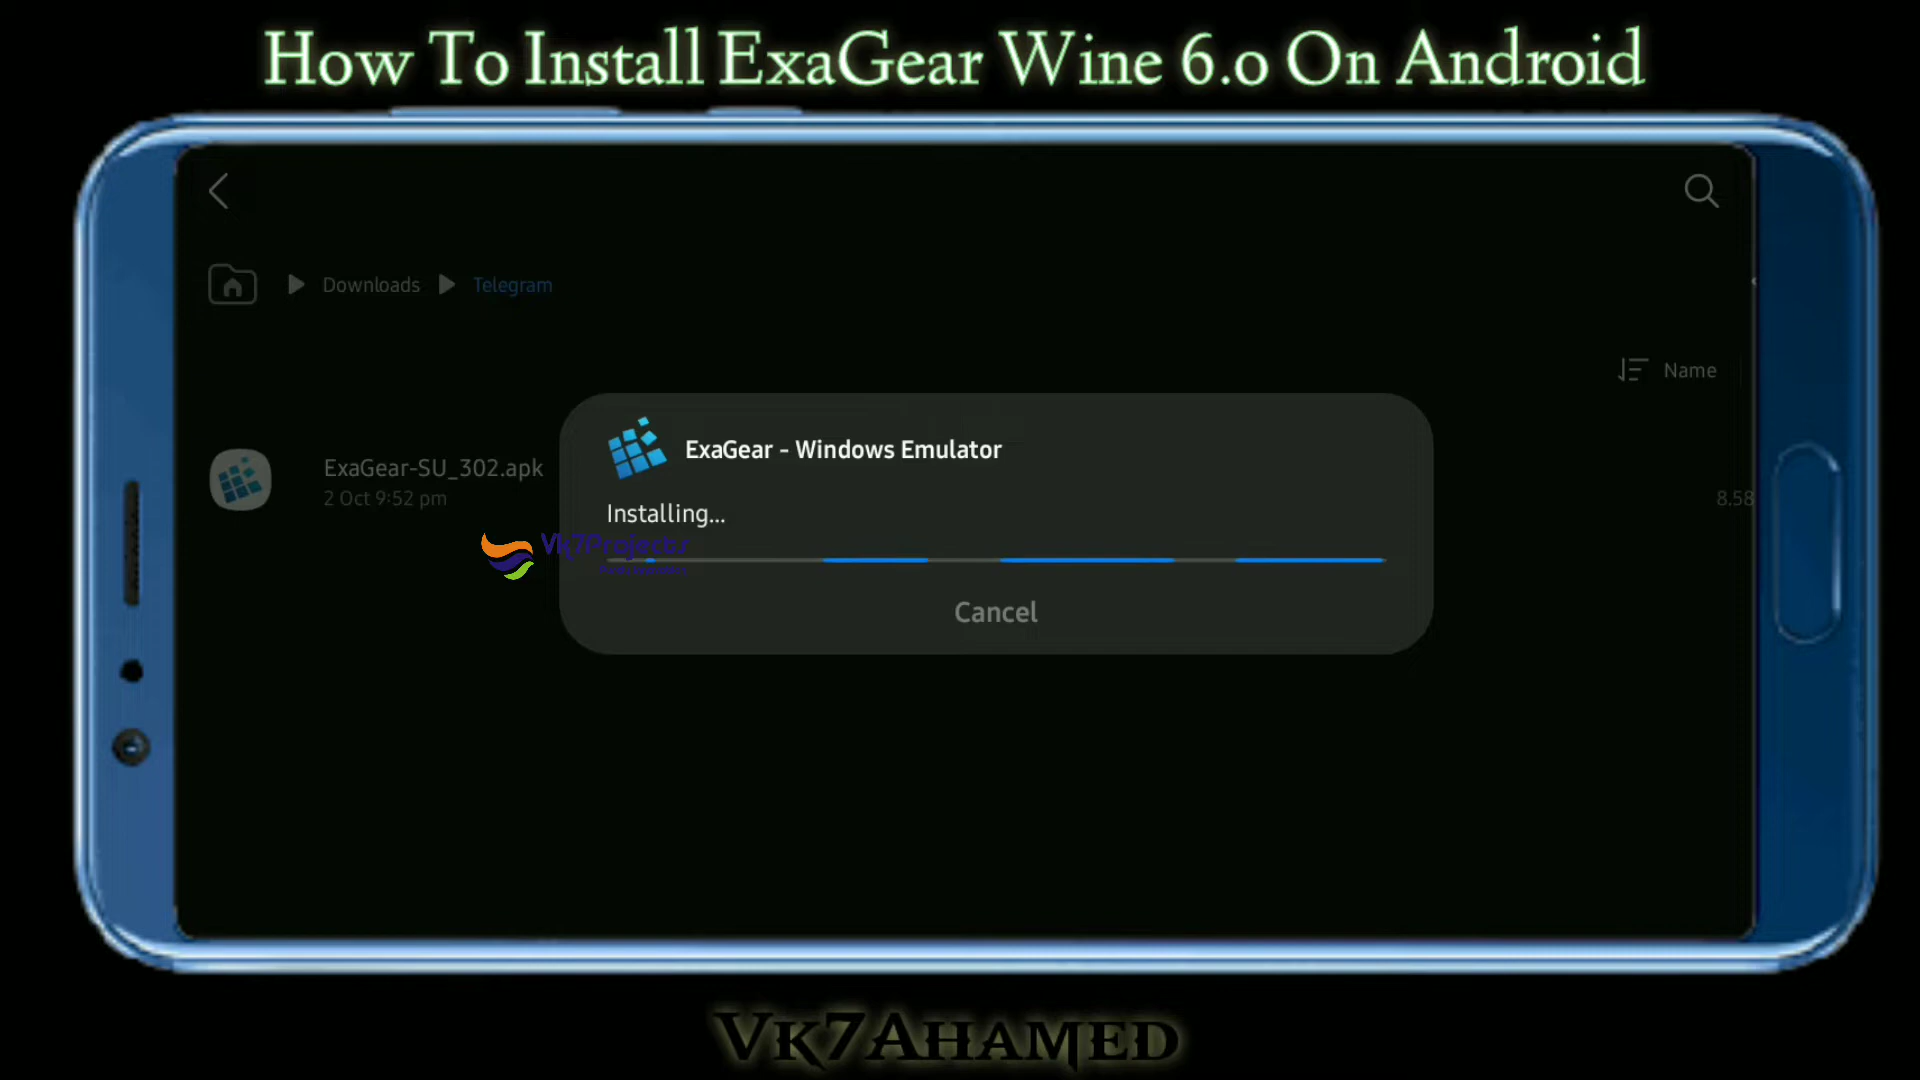 How To Install ExaGear Wine 6.0 On Android
Downloads
Telegram
Name
ExaGear-SU_302.apk
2 Oct 9:52 pm
8.58
ExaGear - Windows Emulator
Installing...
Vk7Projects
Cancel
Vk7Ahamed